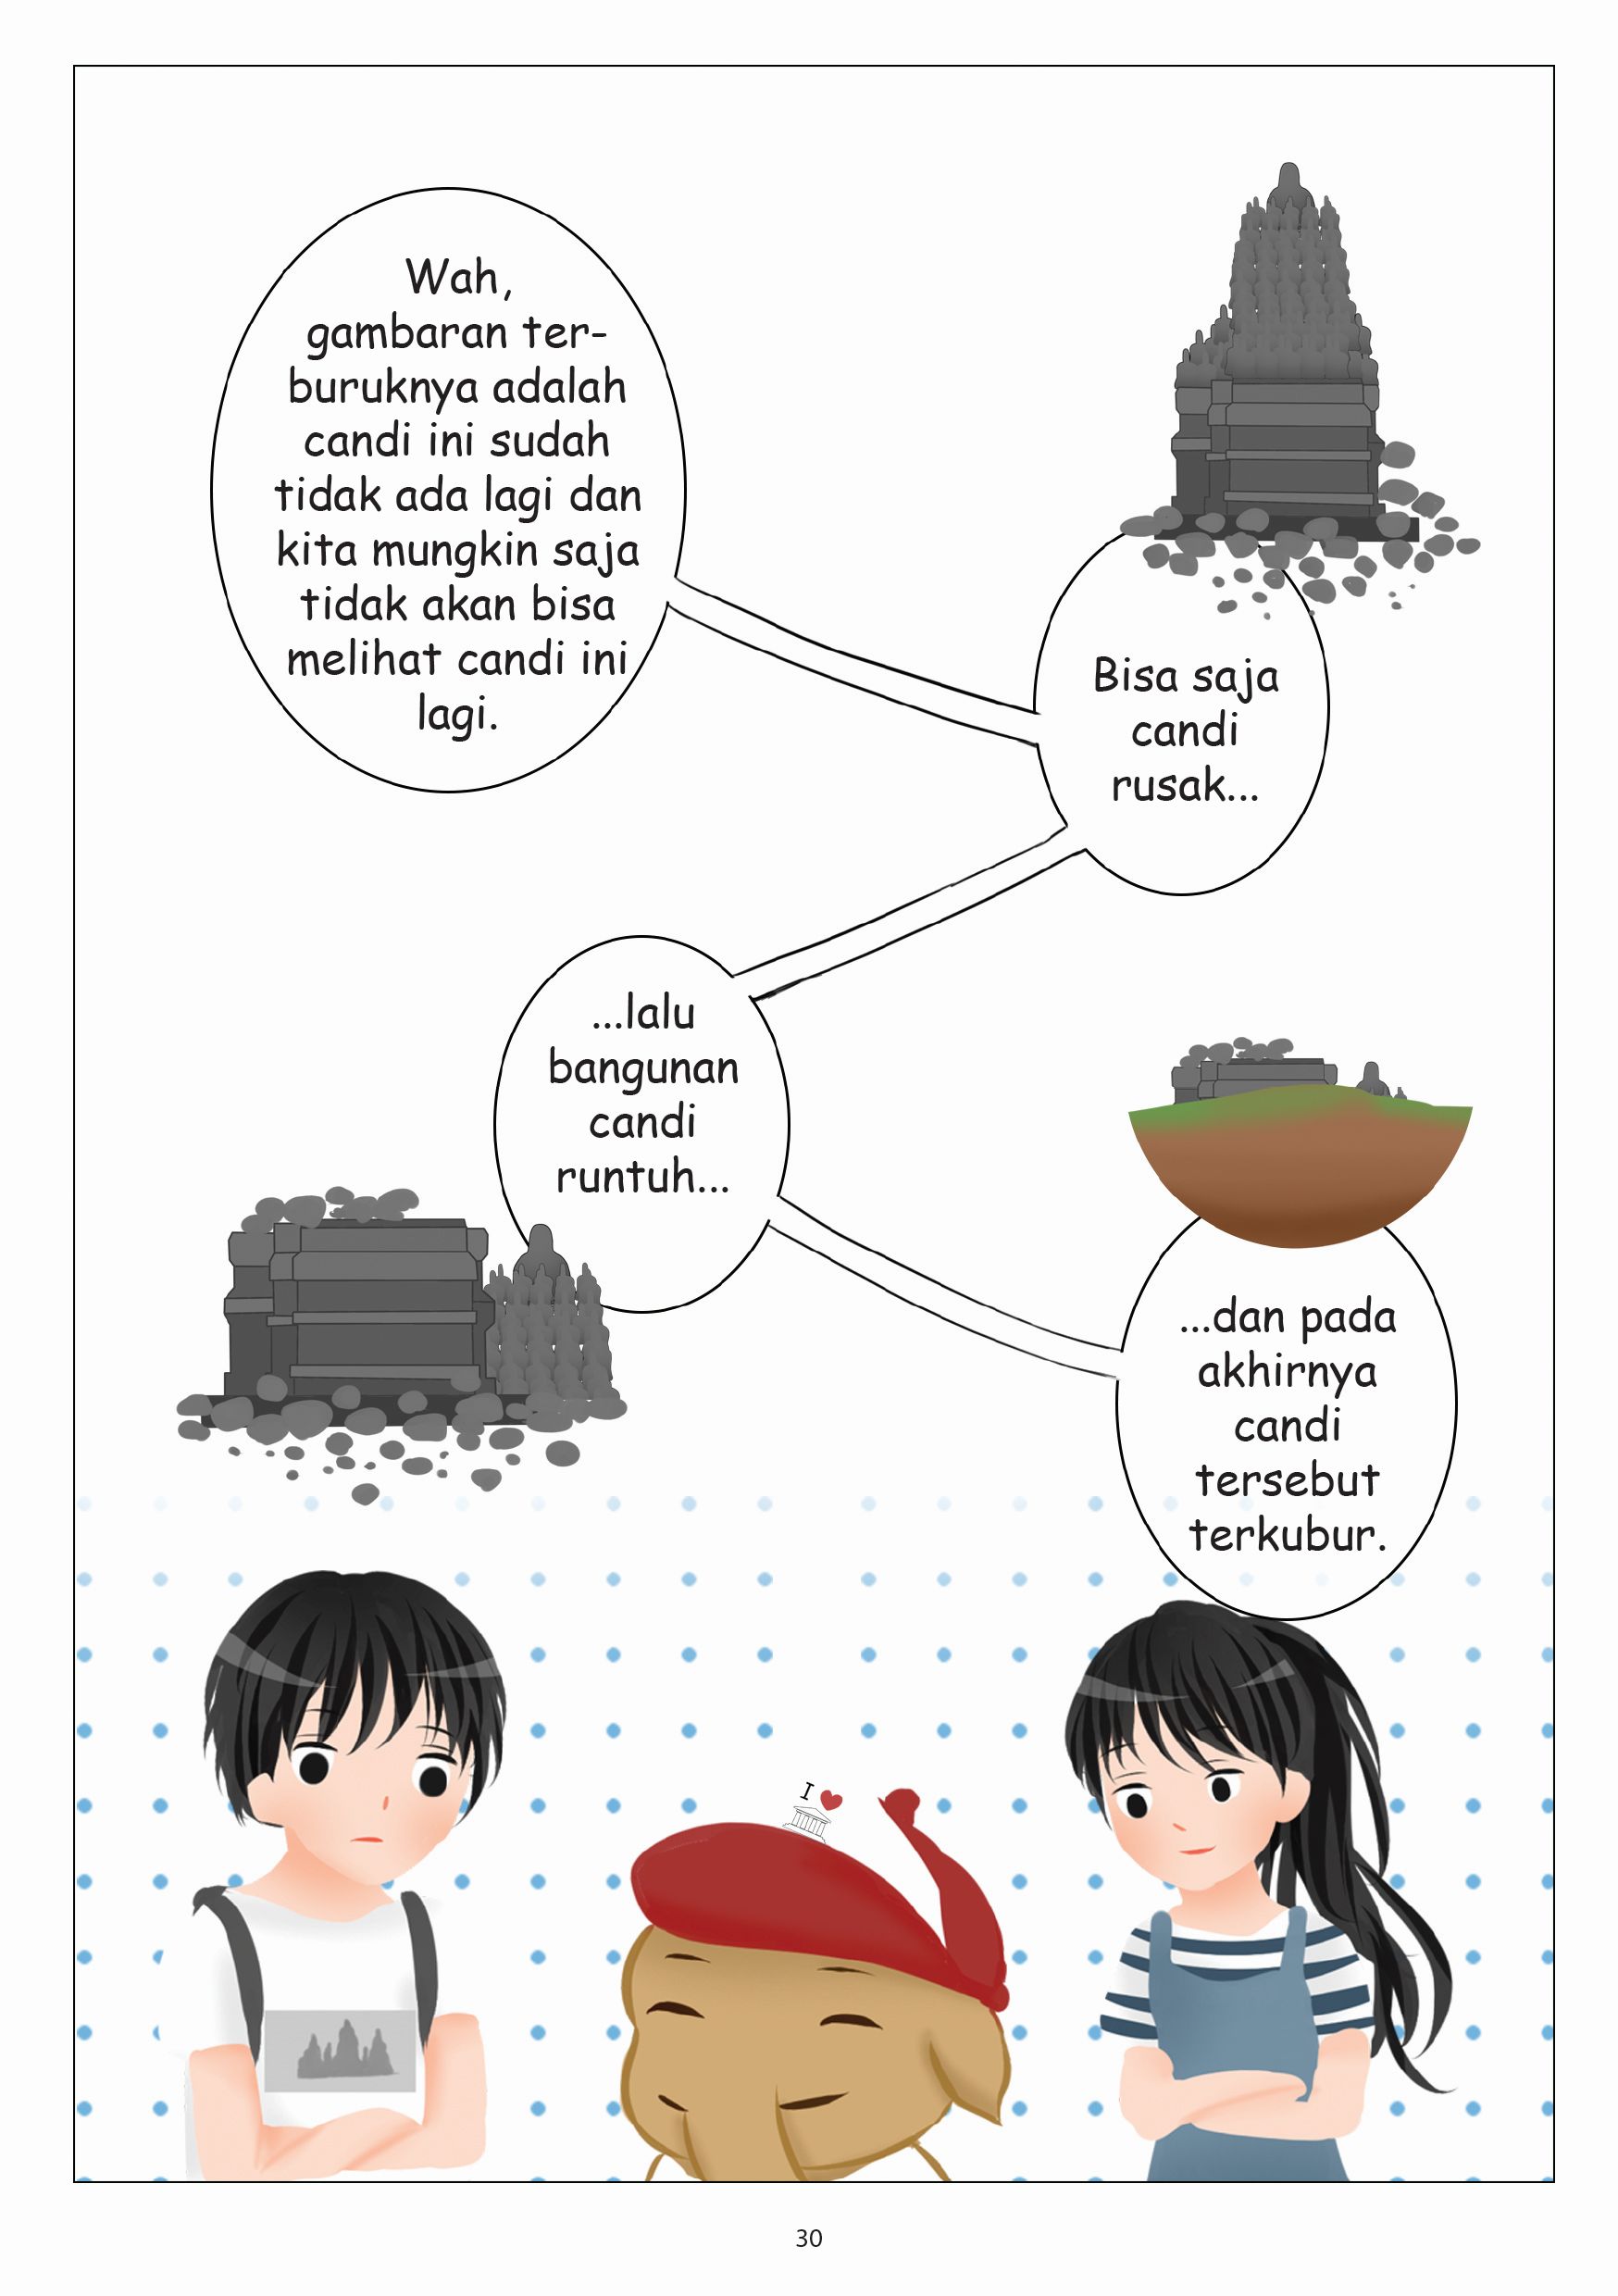 Wah,
gambaran ter-
buruknya adalah
candi ini sudah
tidak ada lagi dan
kita mungkin saja
tidak akan bisa
melihat candi ini
lagi.
Bisa saja
candi
rusak...
...lalu
bangunan
candi
runtuh...
...dan pada
akhirnya
candi
tersebut
terkubur.
I
30